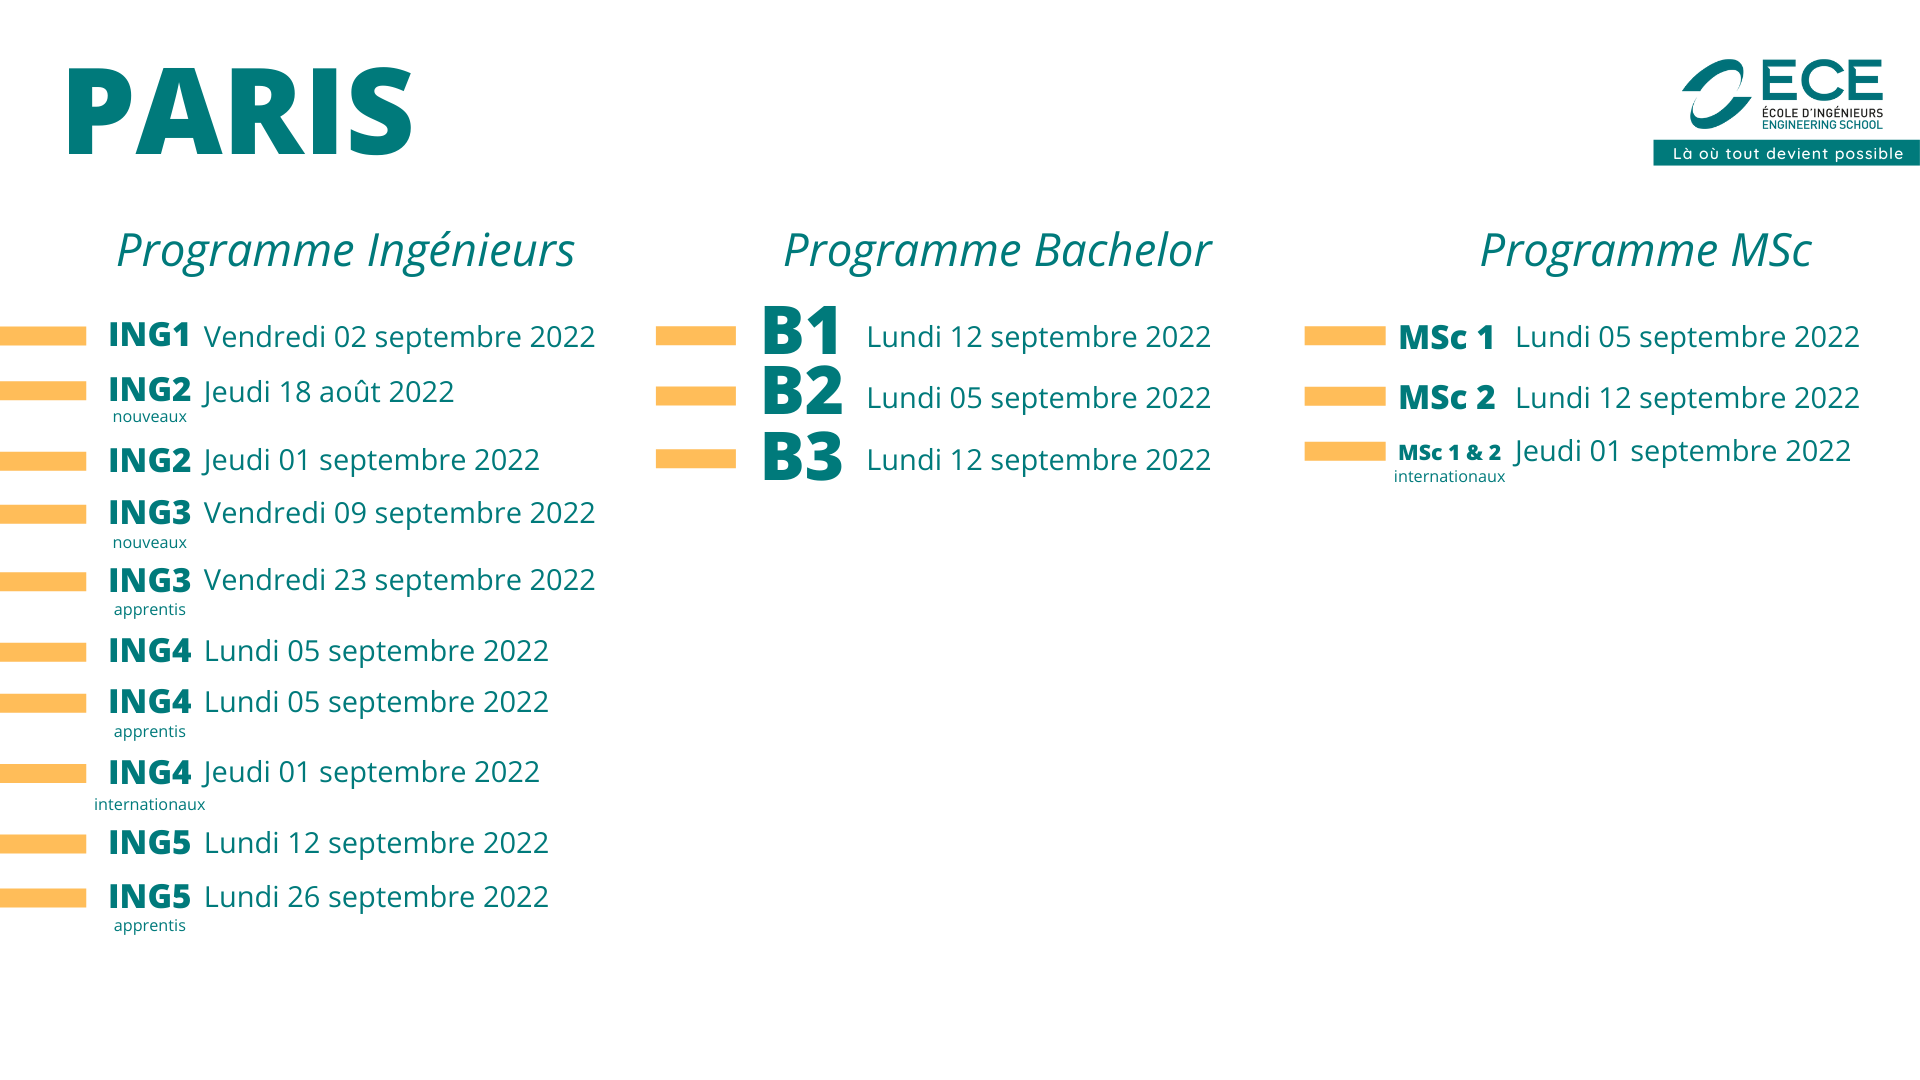 PARIS
ECE
ÉCOLE D'INGÉNIEURS
ENGINEERING SCHOOL
Là où tout devient possible
Programme Ingénieurs
ING1 Vendredi 02 septembre 2022
ING2 Jeudi 18 août 2022
nouveaux
ING2 Jeudi 01 septembre 2022
ING3 Vendredi 09 septembre 2022
nouveaux
ING3 Vendredi 23 septembre 2022
apprentis
ING4 Lundi 05 septembre 2022
ING4 Lundi 05 septembre 2022
apprentis
ING4 Jeudi 01 septembre 2022
internationaux
ING5 Lundi 12 septembre 2022
ING5 Lundi 26 septembre 2022
apprentis
Programme Bachelor
B1 Lundi 12 septembre 2022
B2 Lundi 05 septembre 2022
B3 Lundi 12 septembre 2022
Programme MSc
MSc 1 Lundi 05 septembre 2022
MSc 2 Lundi 12 septembre 2022
MSc 1 & 2 Jeudi 01 septembre 2022
internationaux